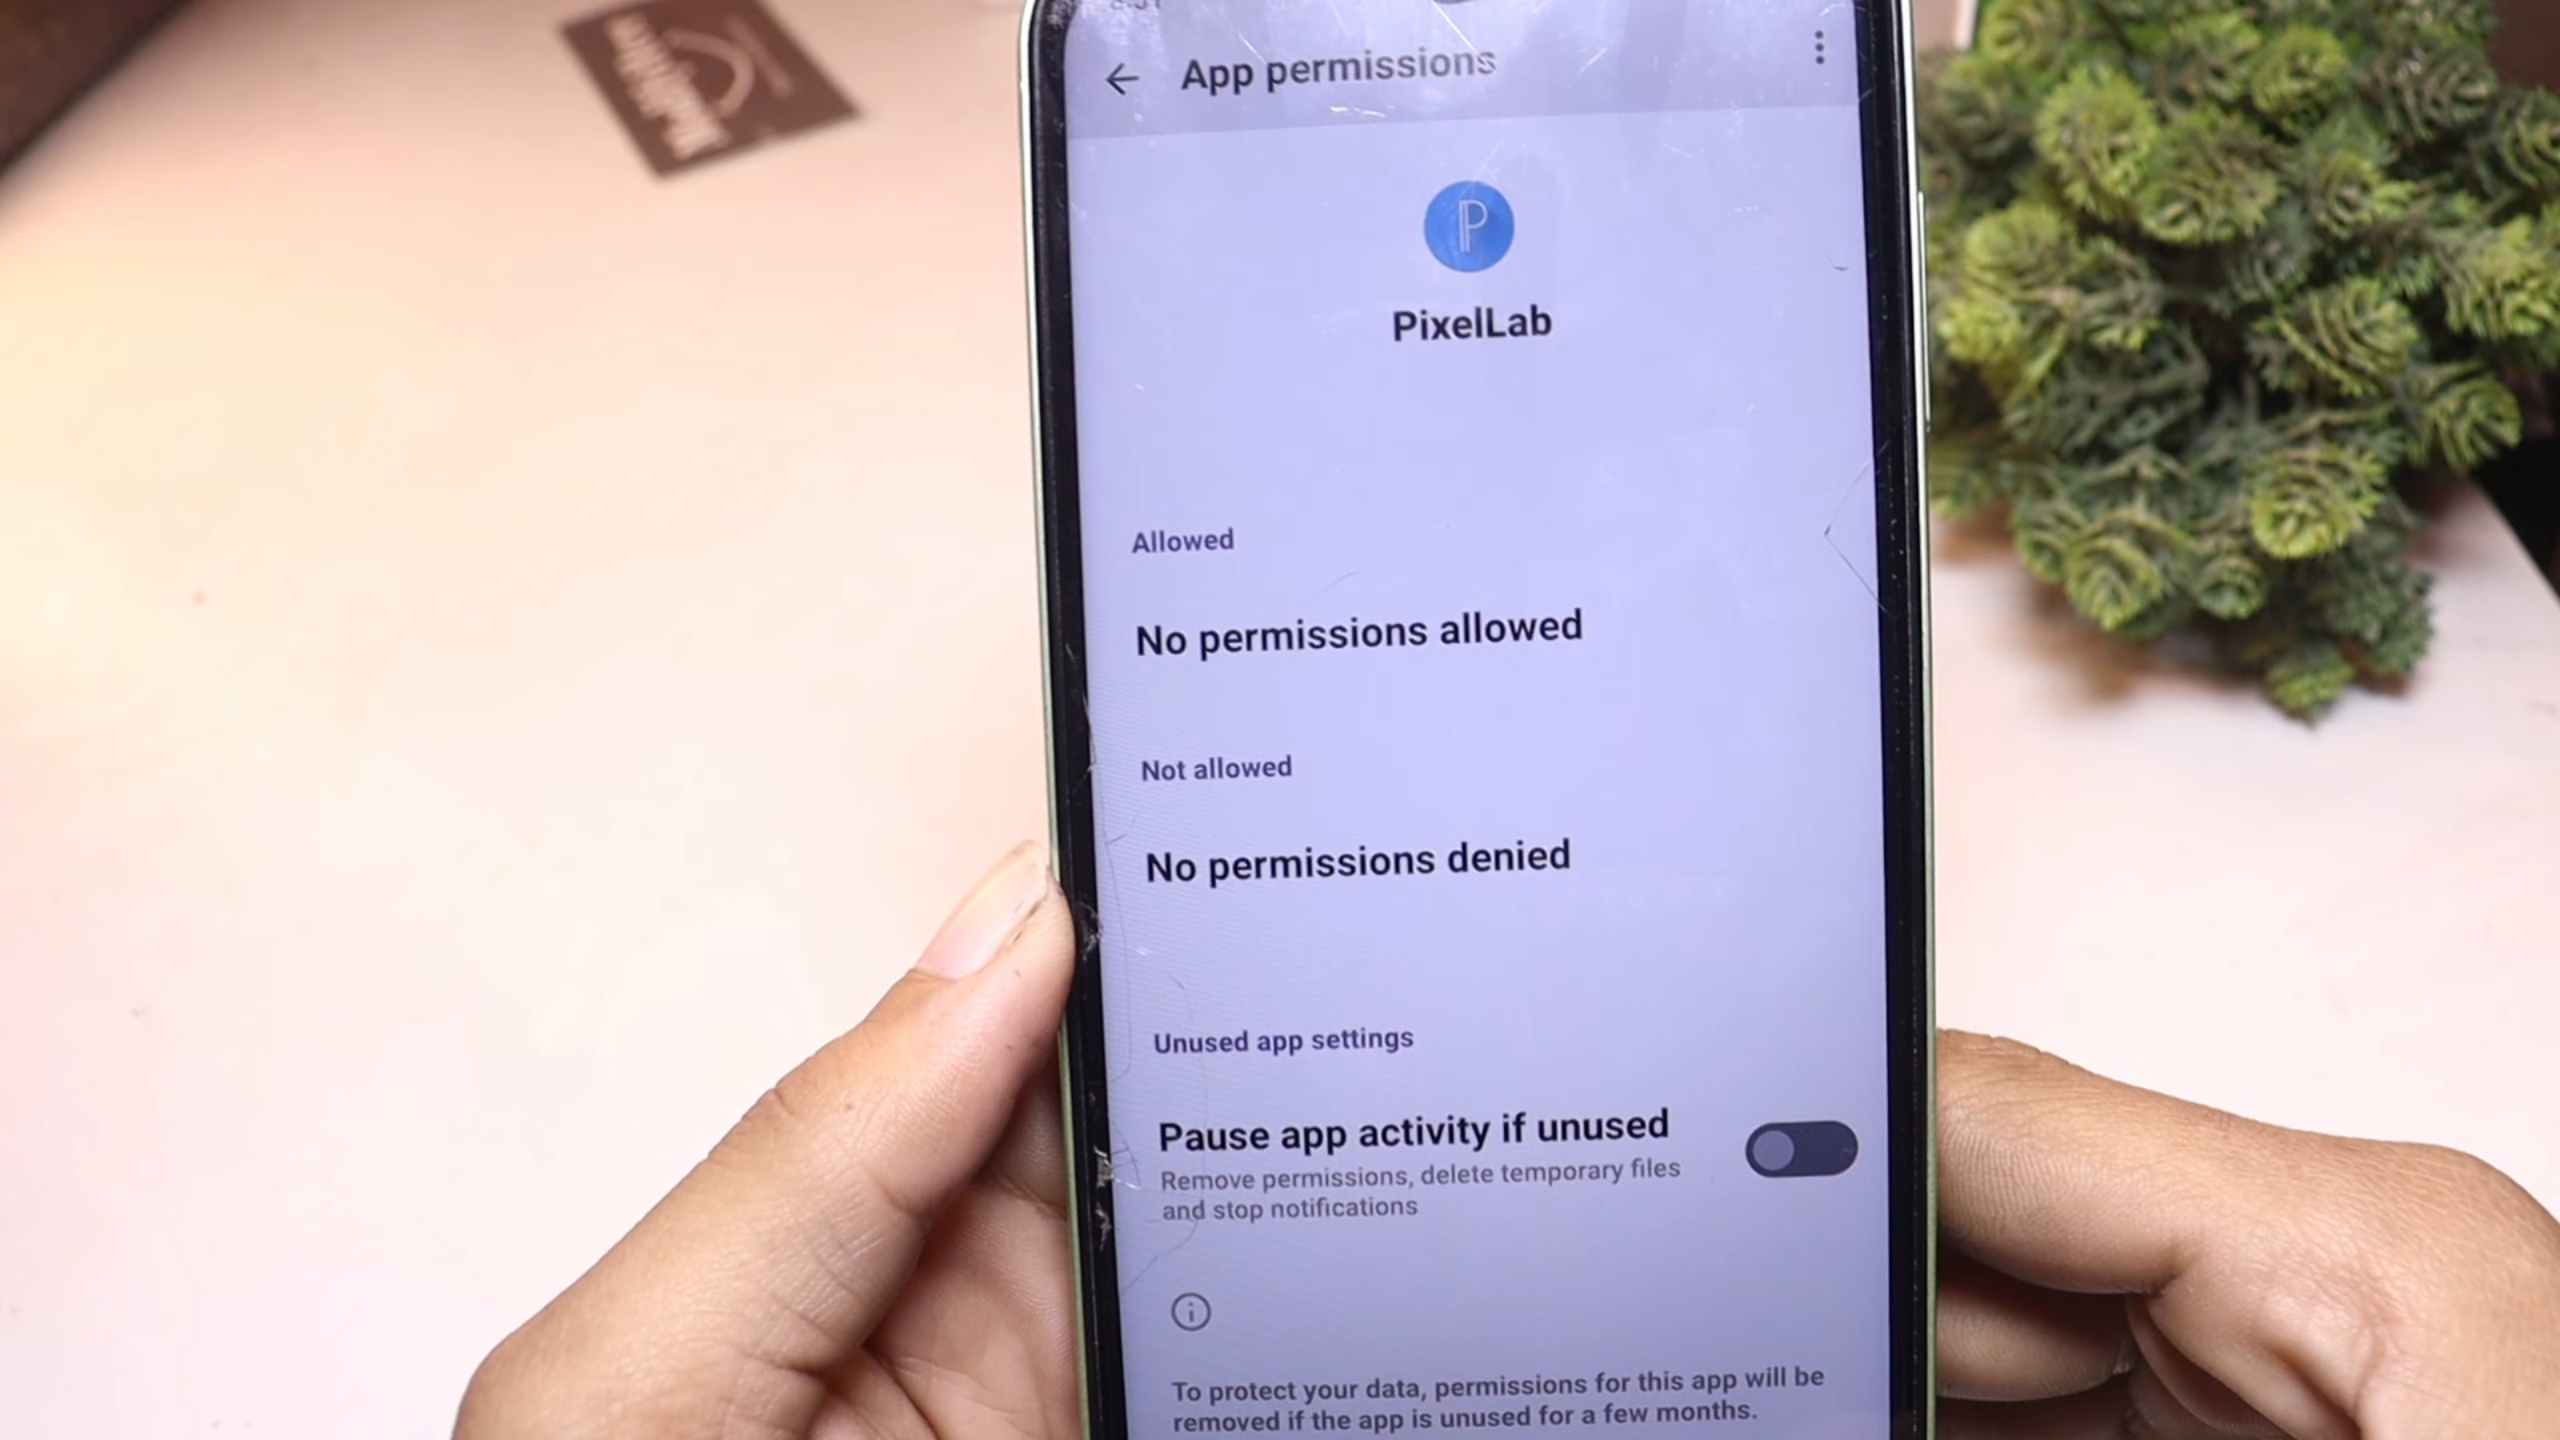 App permissions
PixelLab
Allowed
No permissions allowed
Not allowed
No permissions denied
Unused app settings
Pause app activity if unused
Remove permissions, delete temporary files
and stop notifications
To protect your data, permissions for this app will be
removed if the app is unused for a few months.